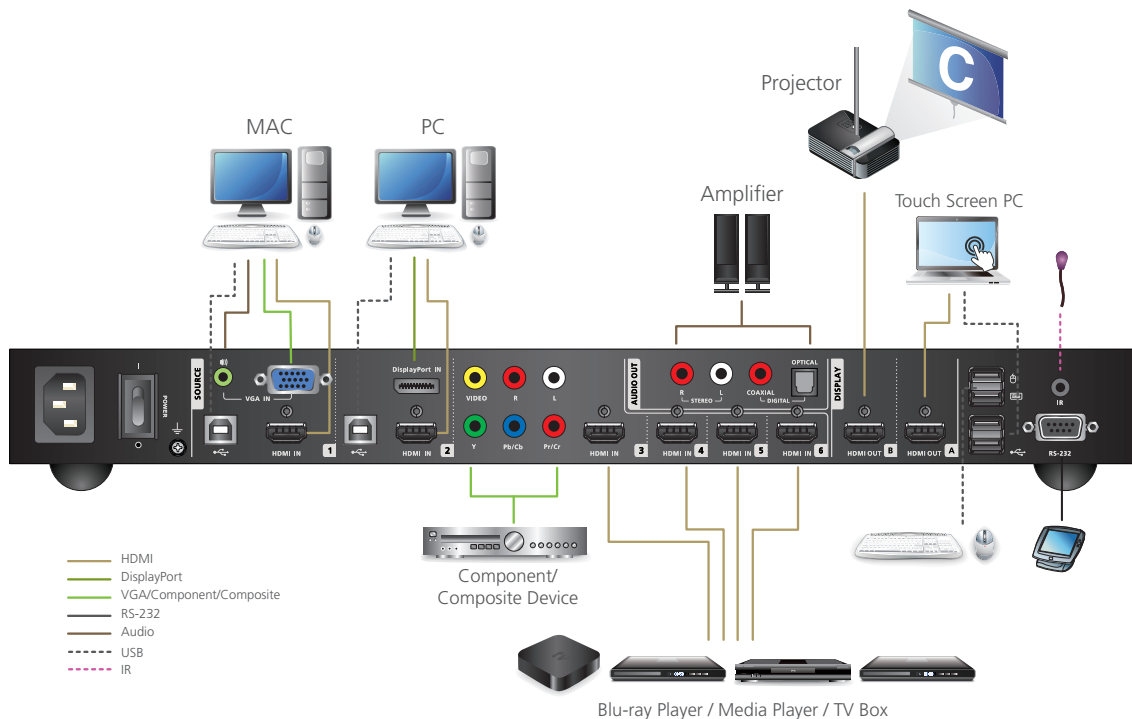 C
Projector
MAC
PC
Amplifier
Touch Screen PC
SOURCE
VGA IN
DisplayPort IN
VIDEO
R
L
AUDIO OUT
R
L
STEREO
COAXIAL
OPTICAL
DIGITAL
DISPLAY
IR
I
O
POWER
HDMI IN
1
HDMI IN
2
Y
Pb/Cb
Pr/Cr
HDMI IN
3
HDMI IN
4
HDMI IN
5
HDMI IN
6
HDMI OUT
B
HDMI OUT
A
RS-232
Component/
Composite Device
HDMI
DisplayPort
VGA/Component/Composite
RS-232
Audio
USB
IR
Blu-ray Player / Media Player / TV Box